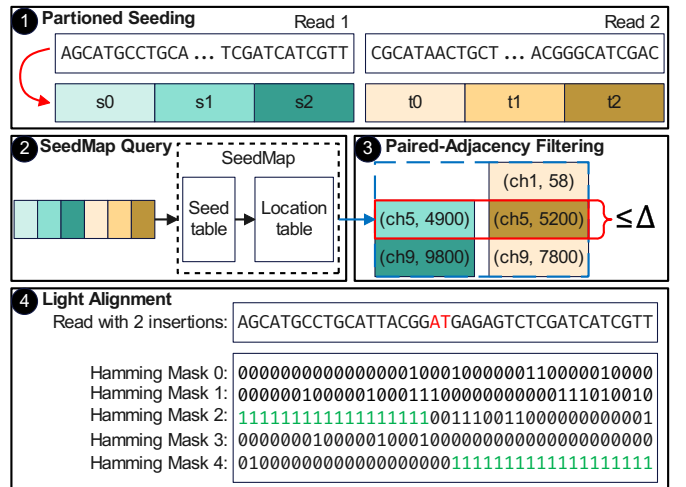 1 Partioned Seeding
Read 1
Read 2
AGCATGCCTGCA ... TCGATCATCGTT
CGCATAACTGCT ... ACGGGCATCGAC
s0 s1 s2 t0 t1 t2
2 SeedMap Query
SeedMap
Seed table
Location table
3 Paired-Adjacency Filtering
(ch1, 58)
(ch5, 4900) (ch5, 5200) ≤Δ
(ch9, 9800) (ch9, 7800)
4 Light Alignment
Read with 2 insertions: AGCATGCCTGCATTACGGATGAGAGTCTCGATCATCGTT
Hamming Mask 0: 000000000000000010001000000110000010000
Hamming Mask 1: 000000100000100011100000000000111010010
Hamming Mask 2: 111111111111111111001110011000000000001
Hamming Mask 3: 000000010000010001000000000000000000000
Hamming Mask 4: 010000000000000000001111111111111111111